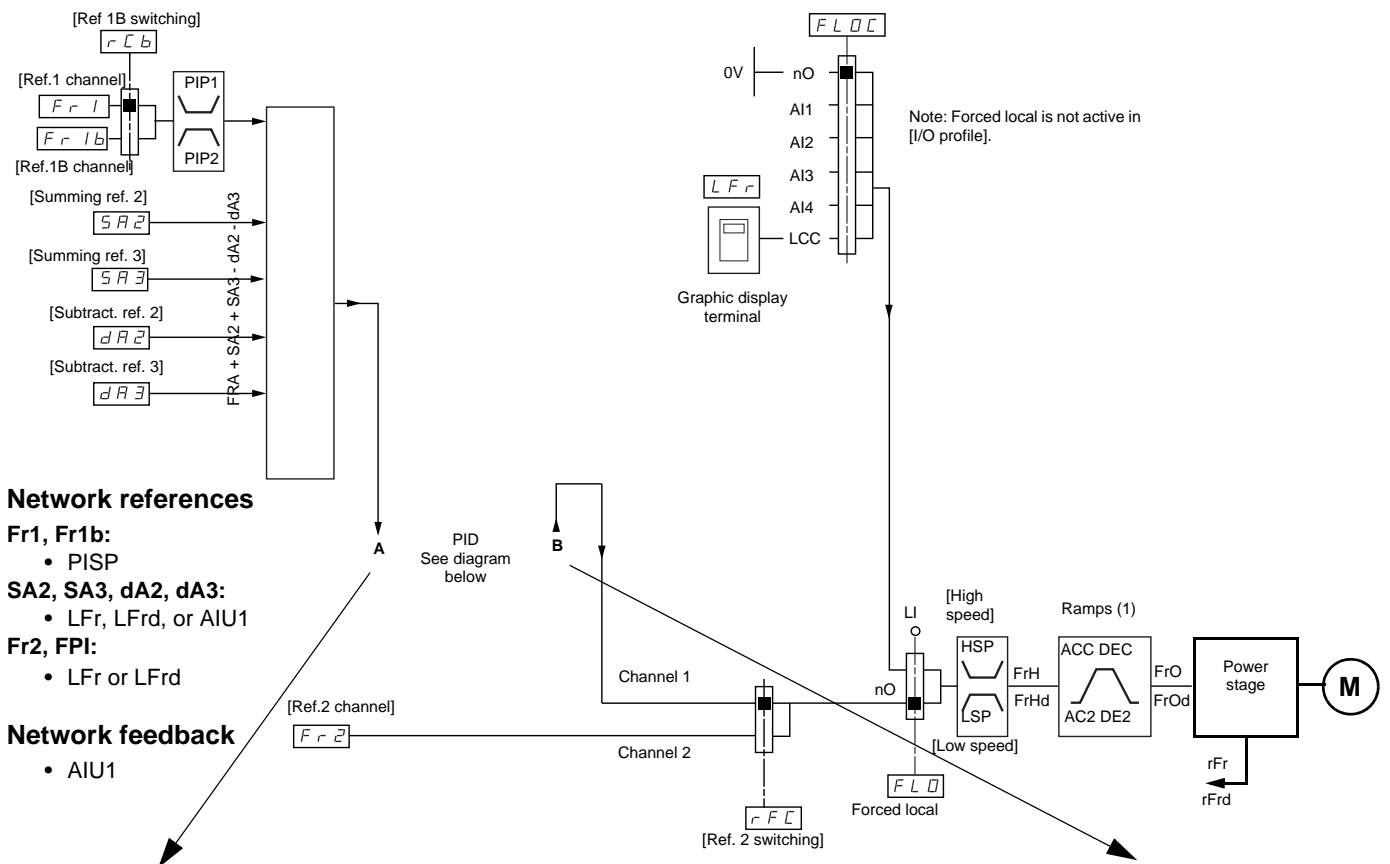 [Ref 1B switching]
rCb
[Ref.1 channel]
Fr1
Fr1b
[Ref.1B channel]
PIP1
PIP2
[Summing ref. 2]
SA2
[Summing ref. 3]
SA3
[Subtract. ref. 2]
dA2
[Subtract. ref. 3]
dA3
FRA + SA2 + SA3 - dA2 - dA3
FLOC
0V
nO
AI1
AI2
AI3
AI4
LCC
LFr
Graphic display
terminal
Note: Forced local is not active in
[I/O profile].
Network references
Fr1, Fr1b:
• PISP
SA2, SA3, dA2, dA3:
• LFr, LFrd, or AIU1
Fr2, FPI:
• LFr or LFrd
Network feedback
• AIU1
A
PID
See diagram
below
B
Channel 1
[Ref.2 channel]
Fr2
Channel 2
rFC
[Ref. 2 switching]
LI
nO
FLO
Forced local
[High
speed]
HSP
LSP
[Low speed]
FrH
FrHd
Ramps (1)
ACC DEC
AC2 DE2
FrO
FrOd
Power
stage
M
rFr
rFrd